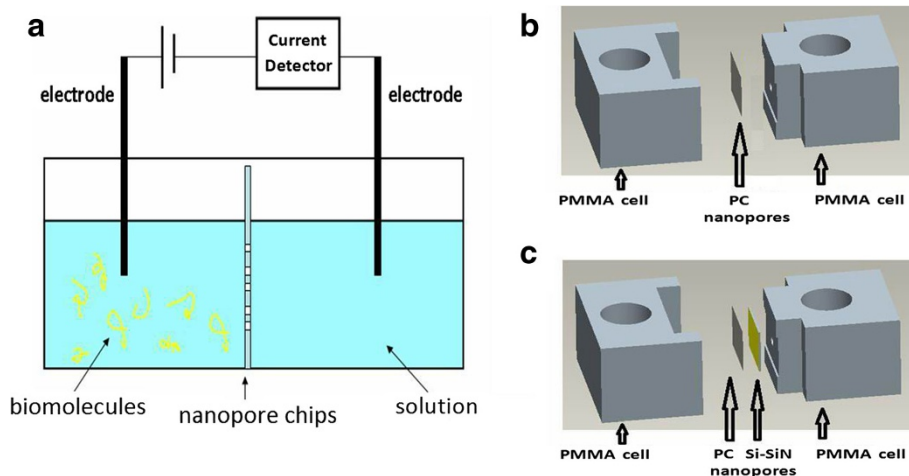 a
Current
Detector
electrode
electrode
biomolecules
nanopore chips
solution
b
PMMA cell
PC
nanopores
PMMA cell
c
PMMA cell
PC Si-SiN
nanopores
PMMA cell